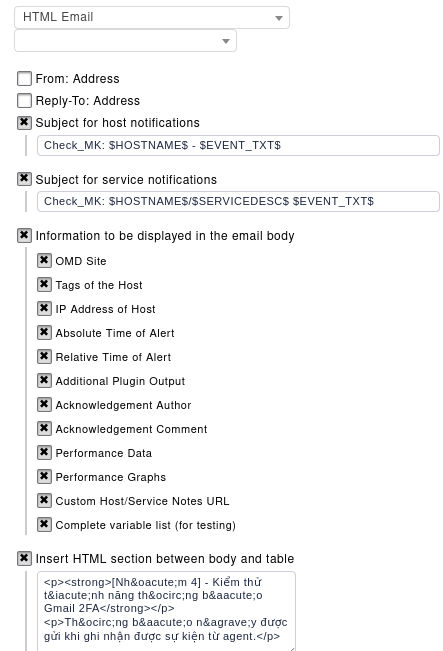 HTML Email
From: Address
Reply-To: Address
Subject for host notifications
Check_MK: $HOSTNAME$ - $EVENT_TXT$
Subject for service notifications
Check_MK: $HOSTNAME$/$SERVICEDESC$ $EVENT_TXT$
Information to be displayed in the email body
OMD Site
Tags of the Host
IP Address of Host
Absolute Time of Alert
Relative Time of Alert
Additional Plugin Output
Acknowledgement Author
Acknowledgement Comment
Performance Data
Performance Graphs
Custom Host/Service Notes URL
Complete variable list (for testing)
Insert HTML section between body and table
<p><strong>[Nh&oacute;m 4] - Kiểm thử
t&iacute;nh năng th&ocirc;ng b&aacute;o
Gmail 2FA</strong></p>
<p>Th&ocirc;ng b&aacute;o n&agrave;y được
gửi khi ghi nhận được sự kiện từ agent.</p>